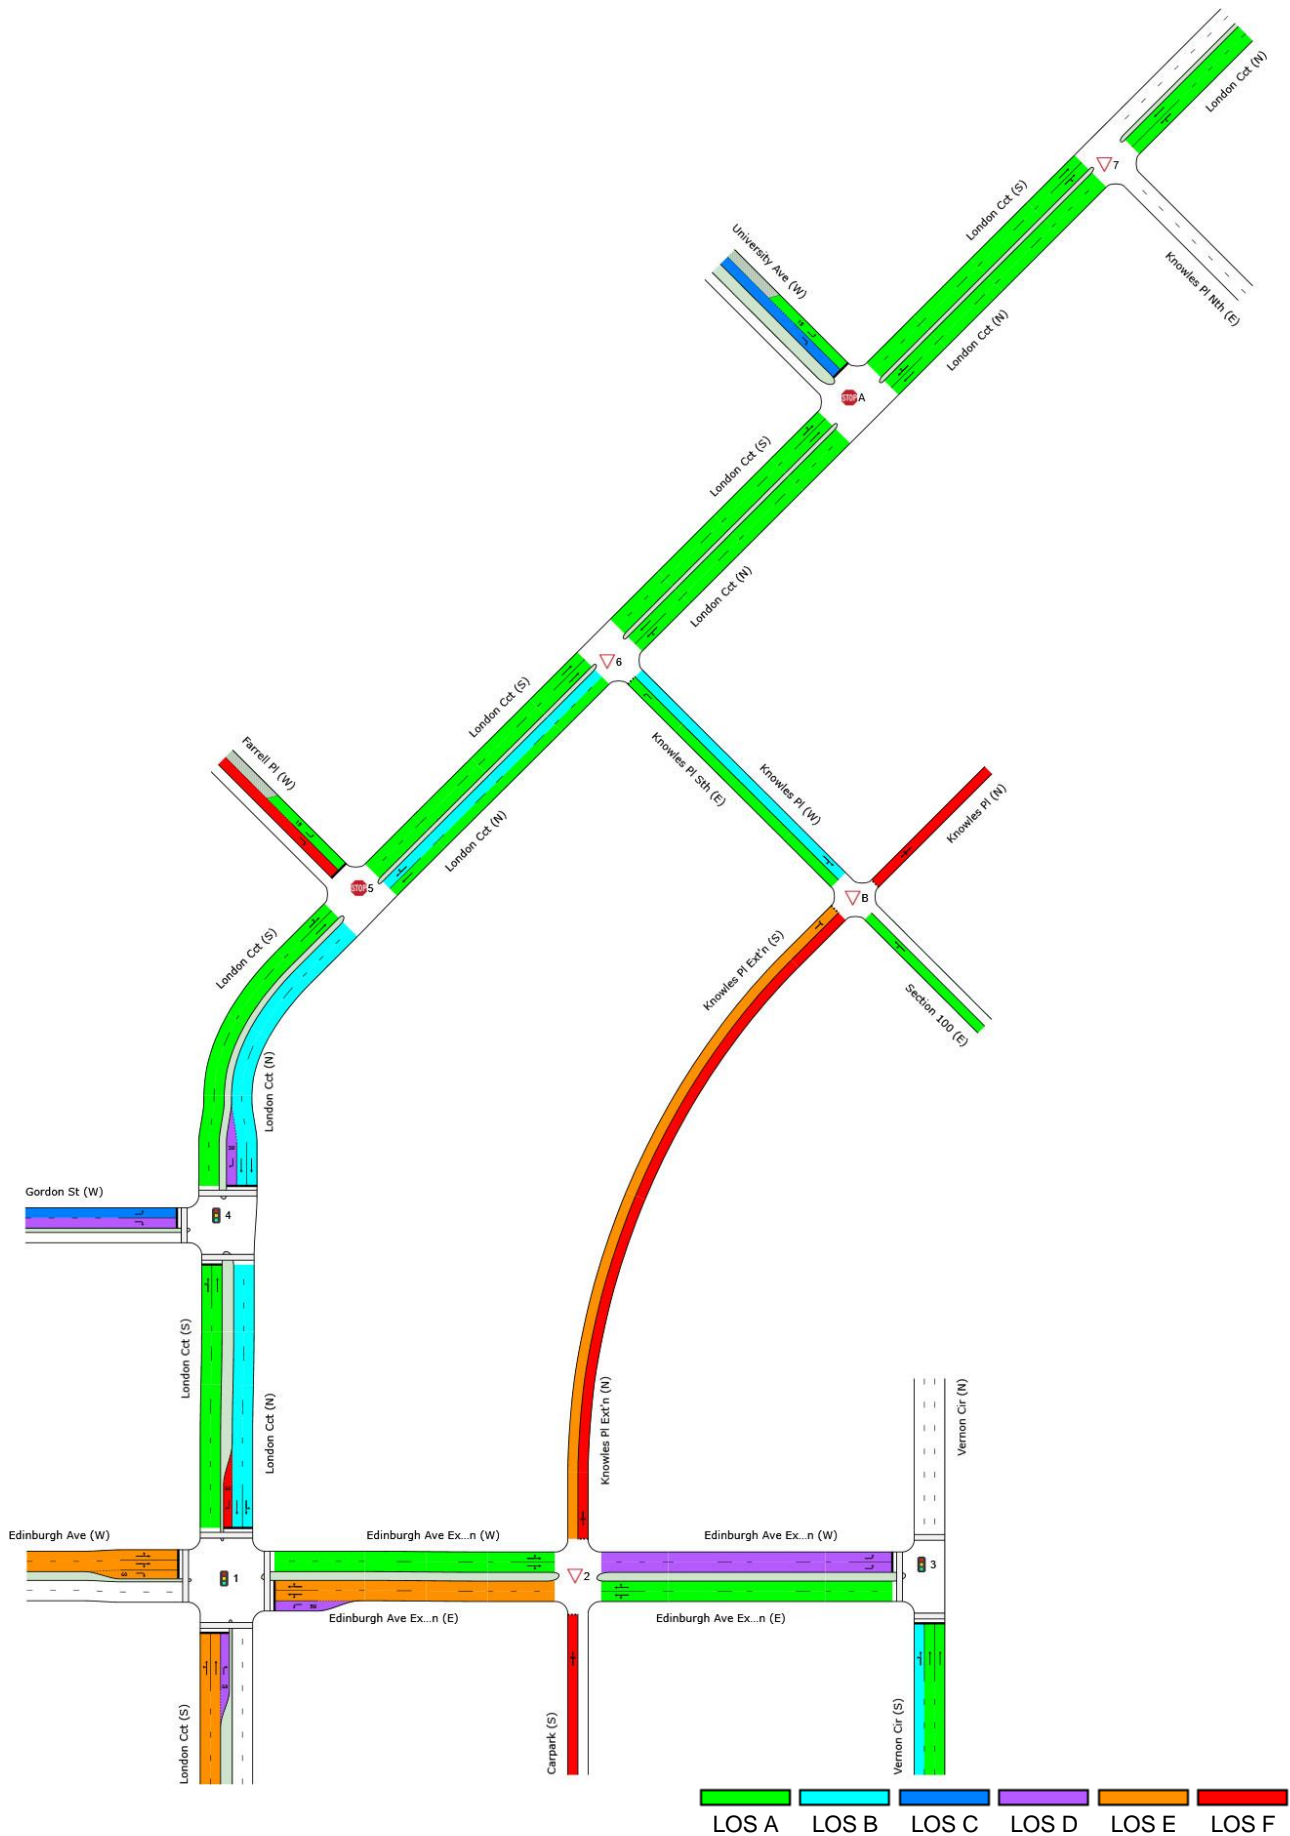 London Cct (N)
7
London Cct (S)
University Ave (W)
Knowles Pl Nth (E)
London Cct (N)
STOP A
London Cct (S)
London Cct (N)
6
London Cct (S)
Knowles Pl Sth (E)
Knowles Pl (W)
Farrell Pl (W)
Knowles Pl (N)
London Cct (N)
STOP 5
B
London Cct (S)
Knowles Pl Ext'n (S)
Section 100 (E)
London Cct (N)
Gordon St (W)
4
London Cct (S)
London Cct (N)
Knowles Pl Ext'n (N)
Vernon Cir (N)
Edinburgh Ave (W)
Edinburgh Ave Ex...n (W)
Edinburgh Ave Ex...n (W)
1
2
3
Edinburgh Ave Ex...n (E)
Edinburgh Ave Ex...n (E)
London Cct (S)
Carpark (S)
Vernon Cir (S)
LOS A
LOS B
LOS C
LOS D
LOS E
LOS F